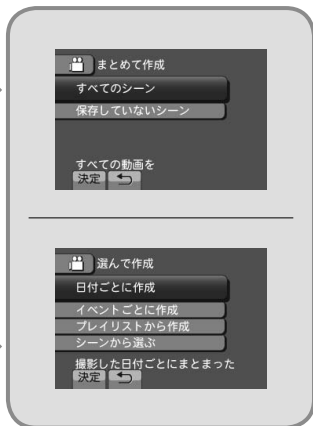 まとめて作成
すべてのシーン
保存していないシーン
すべての動画を
決定
選んで作成
日付ごとに作成
イベントごとに作成
プレイリストから作成
シーンから選ぶ
撮影した日付ごとにまとまった
決定